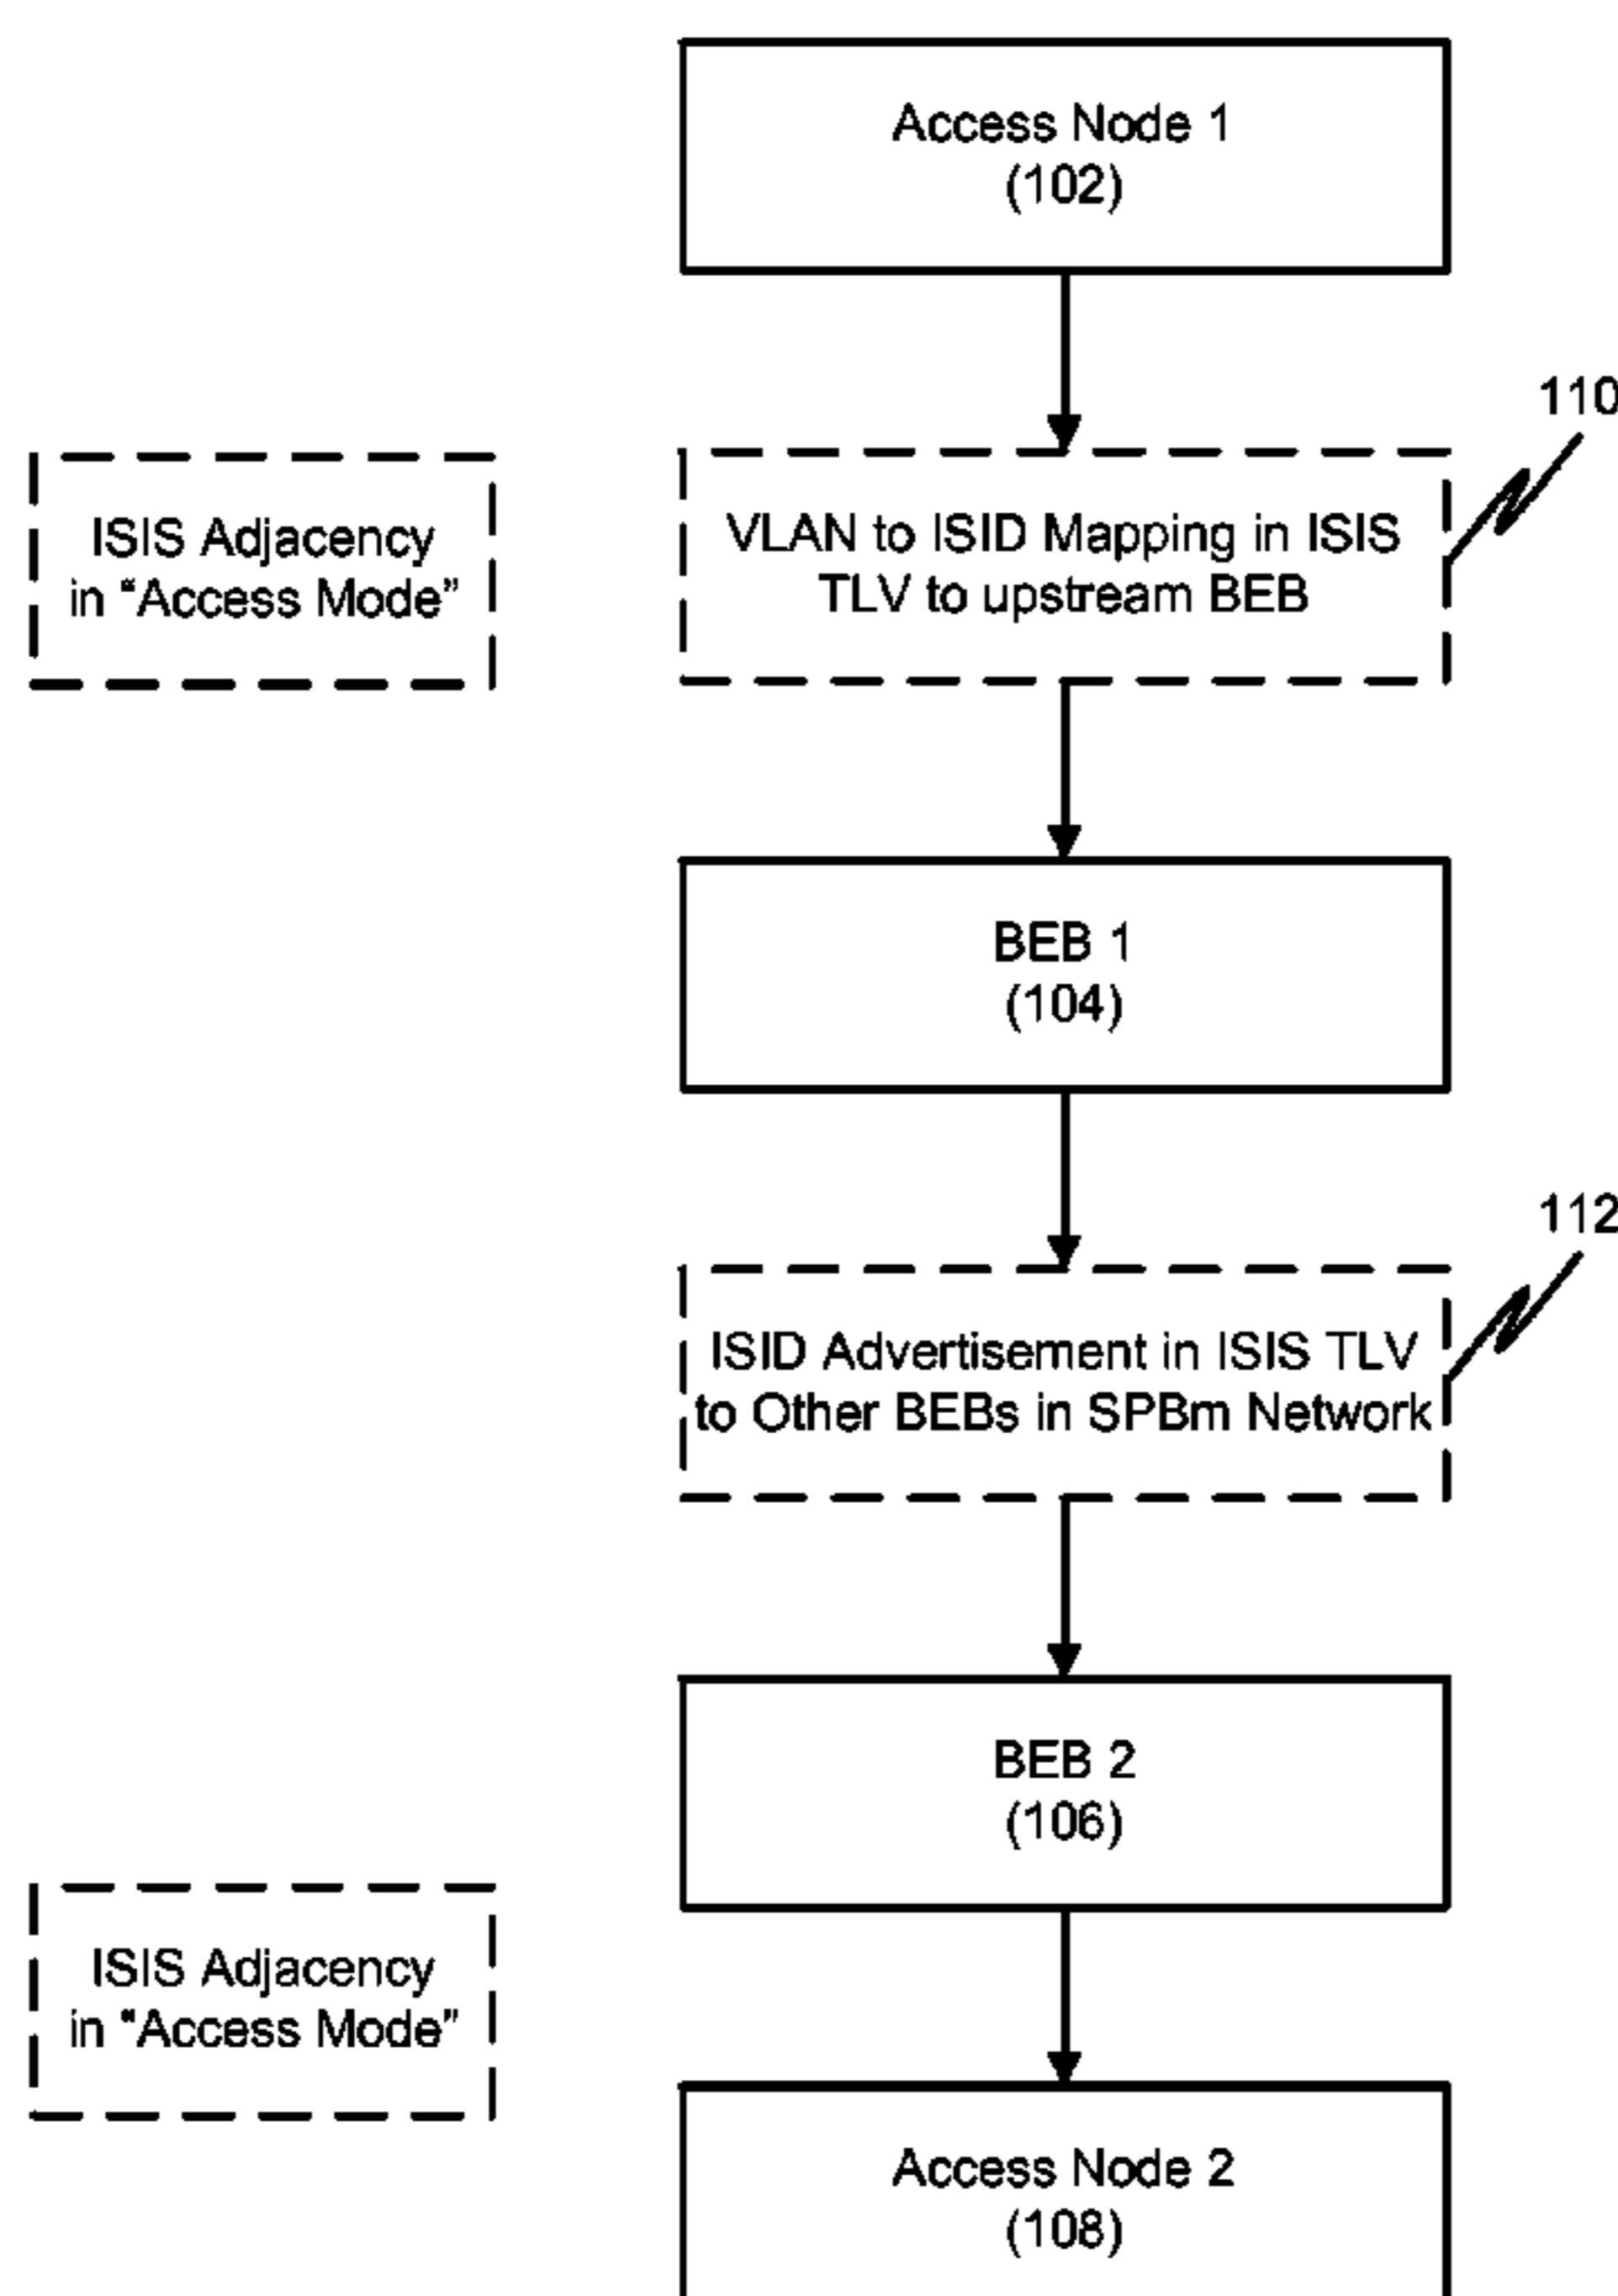 Access Node 1
(102)
110
ISIS Adjacency
in “Access Mode”
VLAN to ISID Mapping in ISIS
TLV to upstream BEB
BEB 1
(104)
112
ISID Advertisement in ISIS TLV
to Other BEBs in SPBm Network
BEB 2
(106)
ISIS Adjacency
in “Access Mode”
Access Node 2
(108)